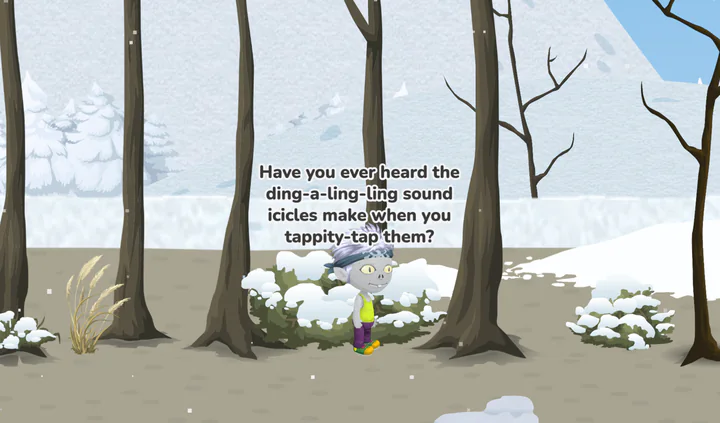 Have you ever heard the
ding-a-ling-ling sound
icicles make when you
tappity-tap them?